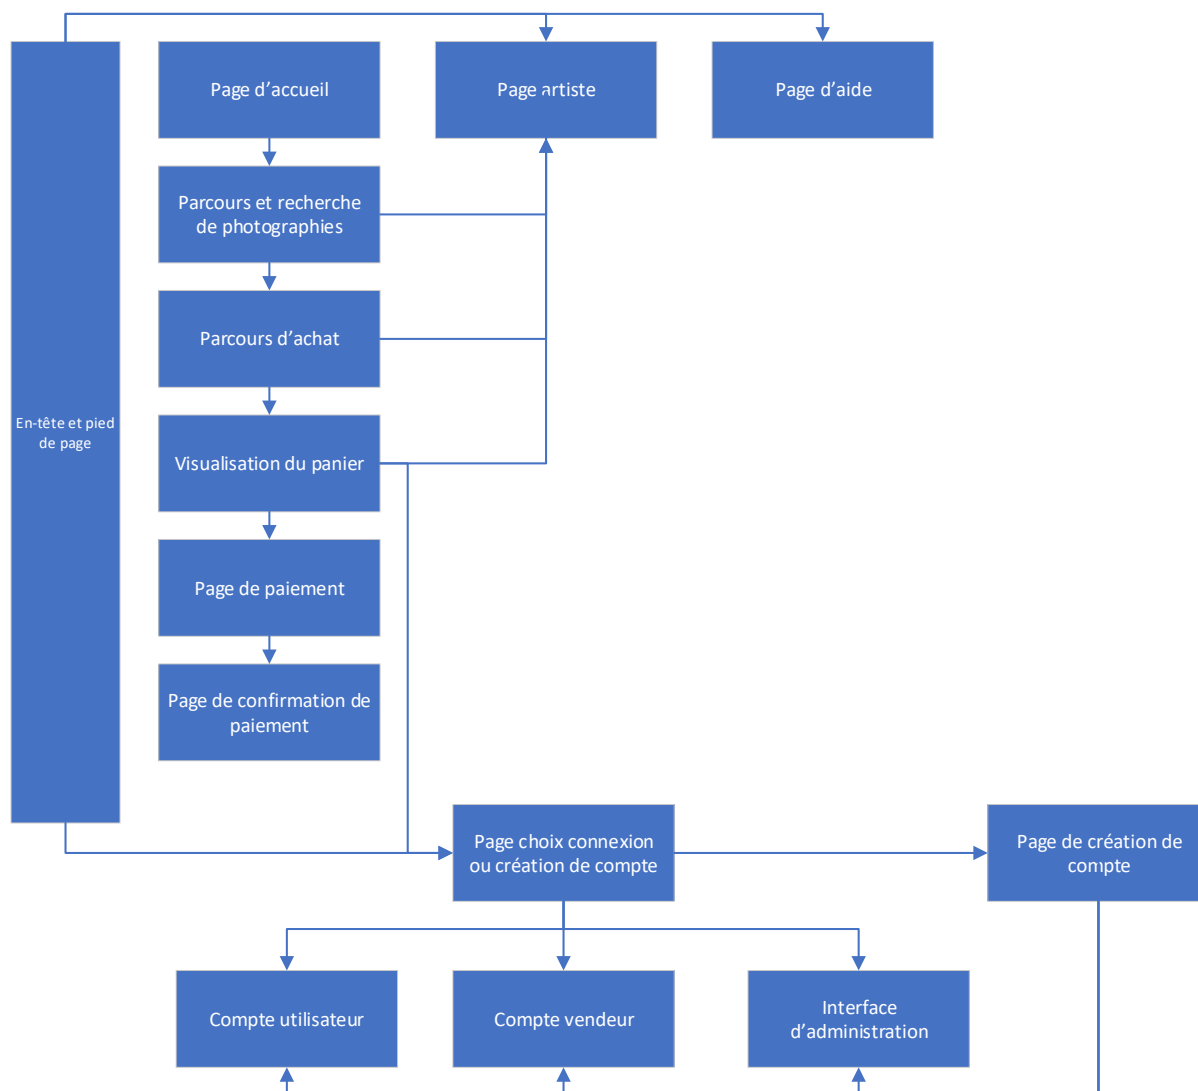 Page d’accueil
Page artiste
Page d’aide
Parcours et recherche
de photographies
Parcours d’achat
En-tête et pied
de page
Visualisation du panier
Page de paiement
Page de confirmation de
paiement
Page choix connexion
ou création de compte
Page de création de
compte
Compte utilisateur
Compte vendeur
Interface
d’administration